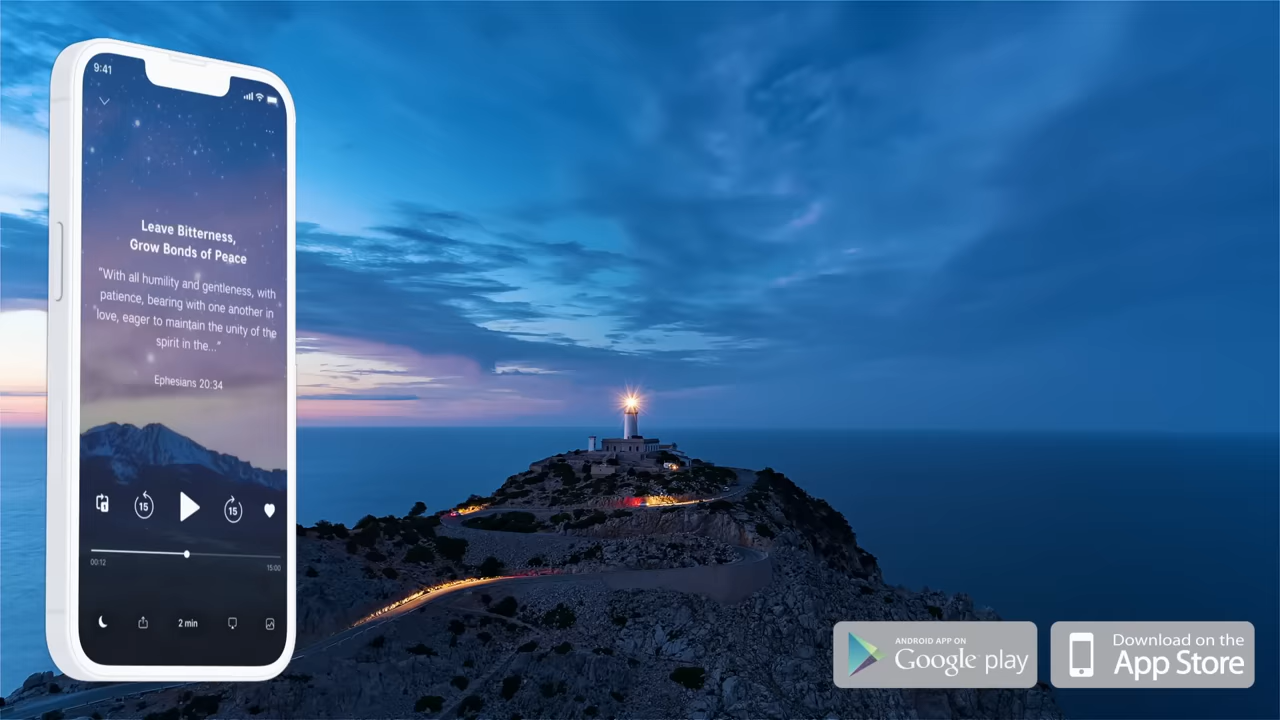 9:41
Leave Bitterness,
Grow Bonds of Peace
"With all humility and gentleness, with
patience, bearing with one another in
love, eager to maintain the unity of the
spirit in the..."
Ephesians 20:34
15
15
00:12
15:00
2 min
ANDROID APP ON
Google play
Download on the
App Store